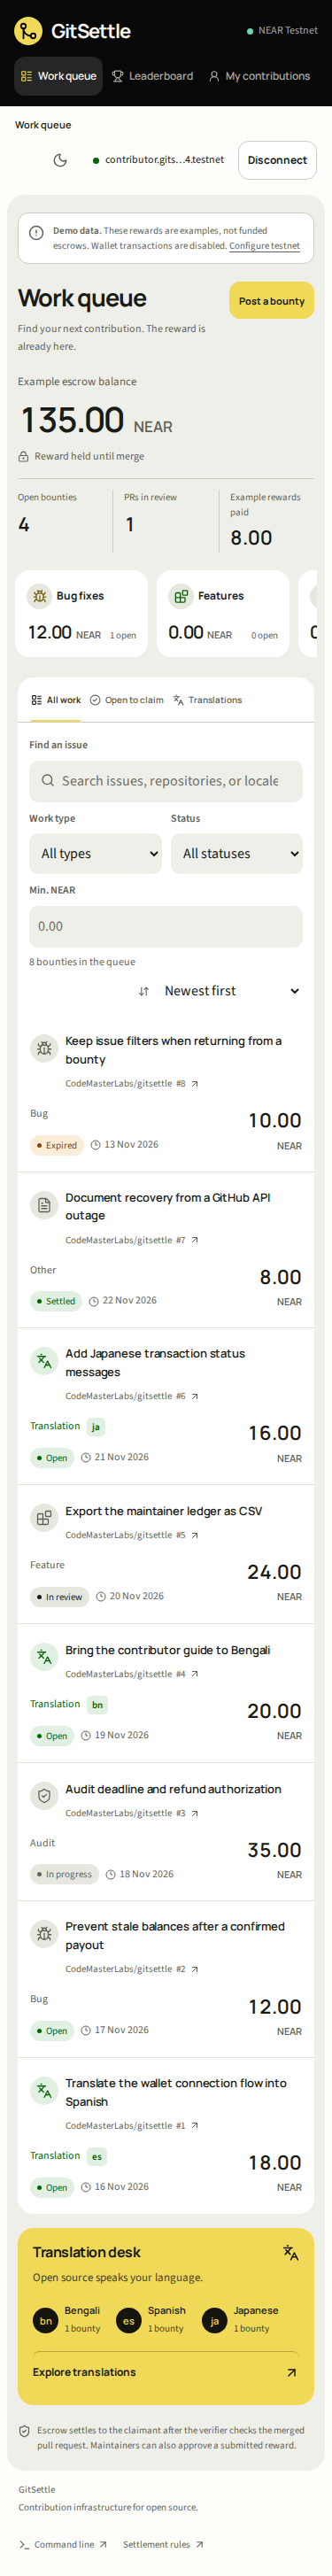 GitSettle
NEAR Testnet
Work queue
Leaderboard
My contributions
Work queue
contributor.gits...4.testnet
Disconnect
Demo data. These rewards are examples, not funded
escrows. Wallet transactions are disabled. Configure testnet
Work queue
Post a bounty
Find your next contribution. The reward is
already here.
Example escrow balance
135.00 NEAR
Reward held until merge
Open bounties
4
PRs in review
1
Example rewards
paid
8.00
Bug fixes
12.00 NEAR 1 open
Features
0.00 NEAR 0 open
All work
Open to claim
Translations
Find an issue
Search issues, repositories, or locale
Work type
Status
All types
All statuses
Min. NEAR
0.00
8 bounties in the queue
Newest first
Keep issue filters when returning from a
bounty
CodeMasterLabs/gitsettle #8
Bug
10.00
Expired
13 Nov 2026
NEAR
Document recovery from a GitHub API
outage
CodeMasterLabs/gitsettle #7
Other
8.00
Settled
22 Nov 2026
NEAR
Add Japanese transaction status
messages
CodeMasterLabs/gitsettle #6
Translation ja
16.00
Open
21 Nov 2026
NEAR
Export the maintainer ledger as CSV
CodeMasterLabs/gitsettle #5
Feature
24.00
In review
20 Nov 2026
NEAR
Bring the contributor guide to Bengali
CodeMasterLabs/gitsettle #4
Translation bn
20.00
Open
19 Nov 2026
NEAR
Audit deadline and refund authorization
CodeMasterLabs/gitsettle #3
Audit
35.00
In progress
18 Nov 2026
NEAR
Prevent stale balances after a confirmed
payout
CodeMasterLabs/gitsettle #2
Bug
12.00
Open
17 Nov 2026
NEAR
Translate the wallet connection flow into
Spanish
CodeMasterLabs/gitsettle #1
Translation es
18.00
Open
16 Nov 2026
NEAR
Translation desk
Open source speaks your language.
bn Bengali
1 bounty
es Spanish
1 bounty
ja Japanese
1 bounty
Explore translations
Escrow settles to the claimant after the verifier checks the merged
pull request. Maintainers can also approve a submitted reward.
GitSettle
Contribution infrastructure for open source.
Command line
Settlement rules